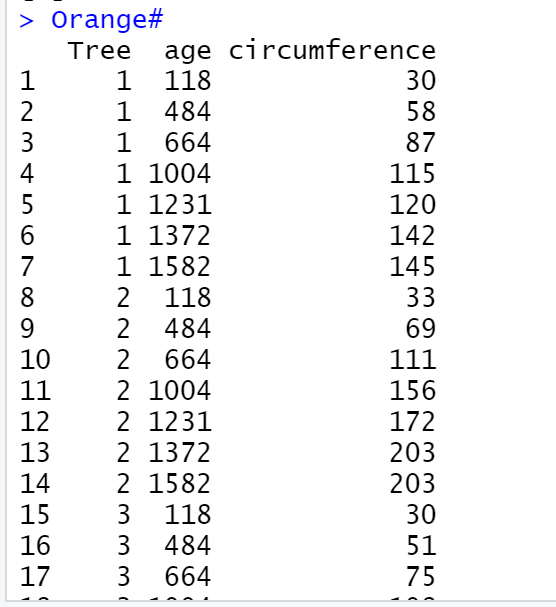 > Orange#
Tree age circumference
1 1 118 30
2 1 484 58
3 1 664 87
4 1 1004 115
5 1 1231 120
6 1 1372 142
7 1 1582 145
8 2 118 33
9 2 484 69
10 2 664 111
11 2 1004 156
12 2 1231 172
13 2 1372 203
14 2 1582 203
15 3 118 30
16 3 484 51
17 3 664 75